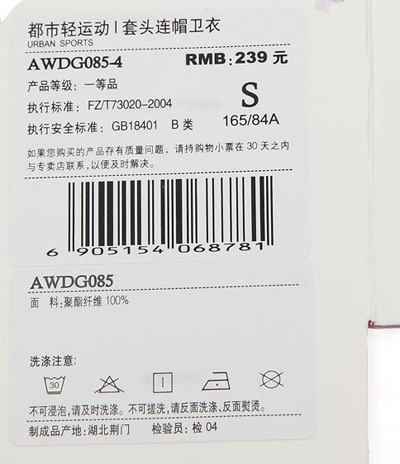 都市轻运动 | 套头连帽卫衣
URBAN SPORTS
AWDG085-4 RMB:239 元
产品等级：一等品
执行标准：FZ/T73020-2004
S
执行安全标准：GB18401 B 类
165/84A
如果您购买的产品存有质量问题，请持购物小票在 30 天之内
与专卖店联系，以便及时解决。
6 905154 068781
AWDG085
面 料：聚酯纤维 100%
洗涤注意：
30
不可浸泡，请及时洗涤。不可搓洗，请反面洗涤、反面熨烫。
制成品产地：湖北荆门 检验员：检 04